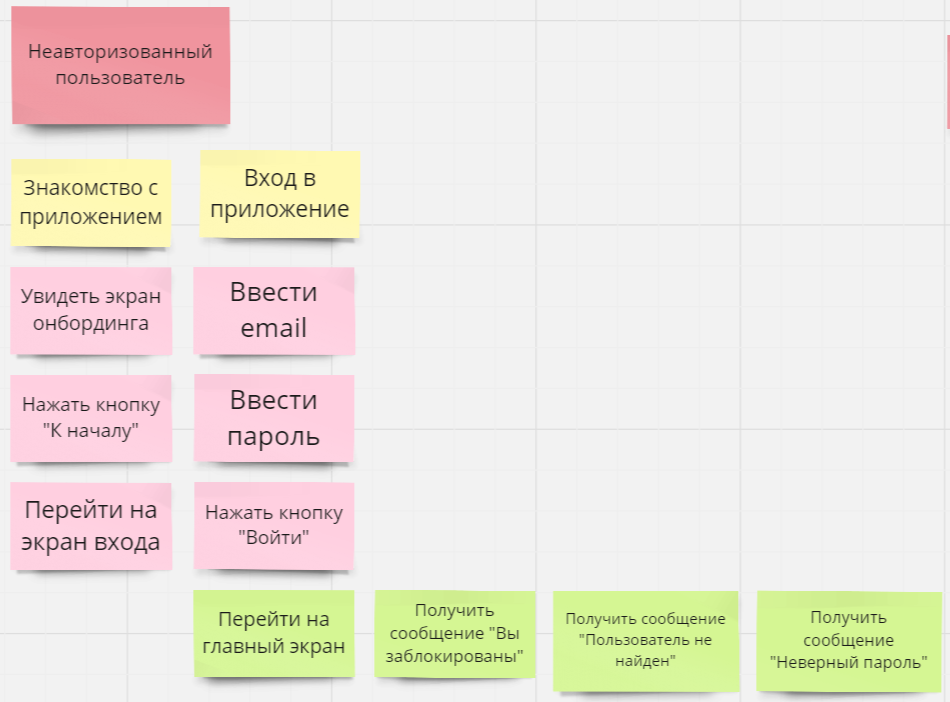 Неавторизованный
пользователь
Знакомство с
приложением
Вход в
приложение
Увидеть экран
онбординга
Ввести
email
Нажать кнопку
"К началу"
Ввести
пароль
Перейти на
экран входа
Нажать кнопку
"Войти"
Перейти на
главный экран
Получить
сообщение "Вы
заблокированы"
Получить сообщение
"Пользователь не
найден"
Получить
сообщение
"Неверный пароль"